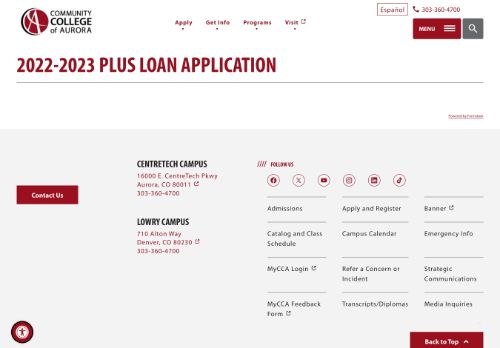 COMMUNITY
COLLEGE
of AURORA
Español
303-360-4700
Apply
Get Info
Programs
Visit
MENU
2022-2023 PLUS LOAN APPLICATION
Contact Us
CENTRETECH CAMPUS
16000 E. CentreTech Pkwy
Aurora, CO 80011
303-360-4700
LOWRY CAMPUS
710 Alton Way
Denver, CO 80230
303-360-4700
//// FOLLOW US
Admissions
Apply and Register
Banner
Catalog and Class
Schedule
Campus Calendar
Emergency Info
MyCCA Login
Refer a Concern or
Incident
Strategic
Communications
MyCCA Feedback
Form
Transcripts/Diplomas
Media Inquiries
Back to Top